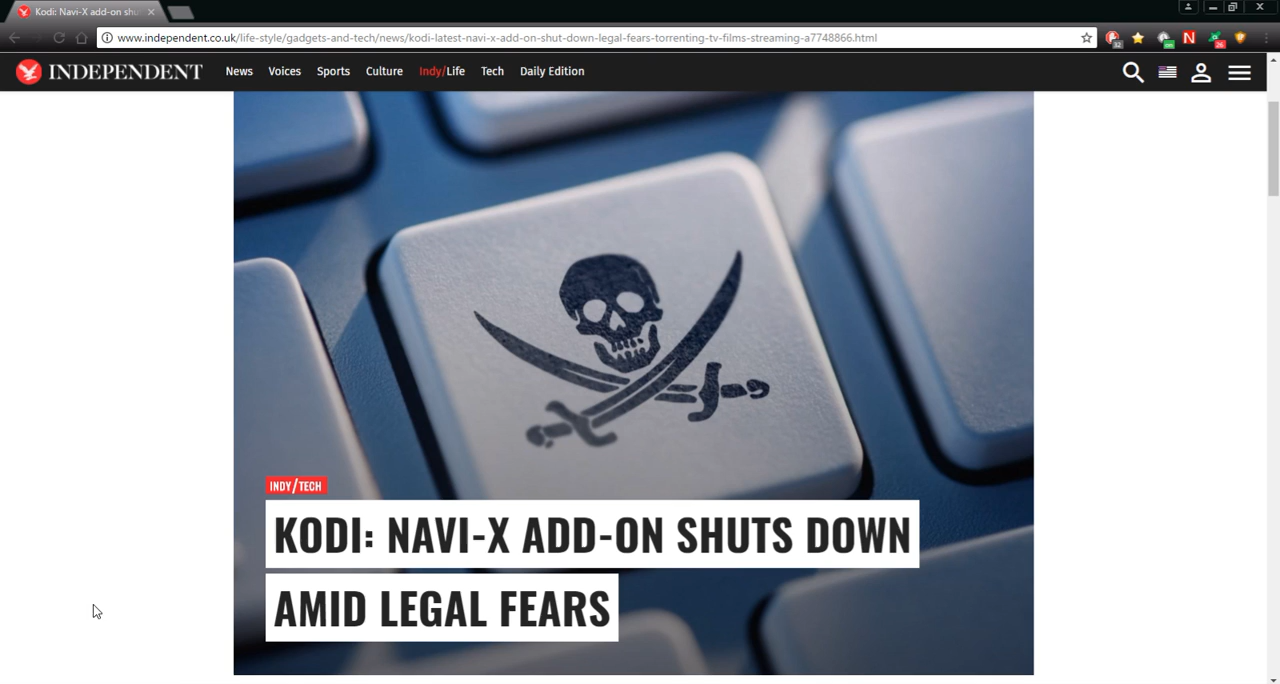 Kodi: Navi-X add-on shu
www.independent.co.uk/life-style/gadgets-and-tech/news/kodi-latest-navi-x-add-on-shut-down-legal-fears-torrenting-tv-films-streaming-a7748866.html
INDEPENDENT News Voices Sports Culture Indy/Life Tech Daily Edition
INDY/TECH
KODI: NAVI-X ADD-ON SHUTS DOWN
AMID LEGAL FEARS